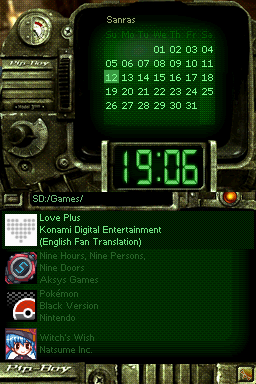 Sanras
Su Mo Tu We Th Fr Sa
01 02 03 04
05 06 07 08 09 10 11
12 13 14 15 16 17 18
19 20 21 22 23 24 25
26 27 28 29 30 31
Pip-Boy
19:06
SD:/Games/
Love Plus
Konami Digital Entertainment
(English Fan Translation)
Nine Hours, Nine Persons,
Nine Doors
Aksys Games
Pokémon
Black Version
Nintendo
Witch's Wish
Natsume Inc.
Pip-Boy